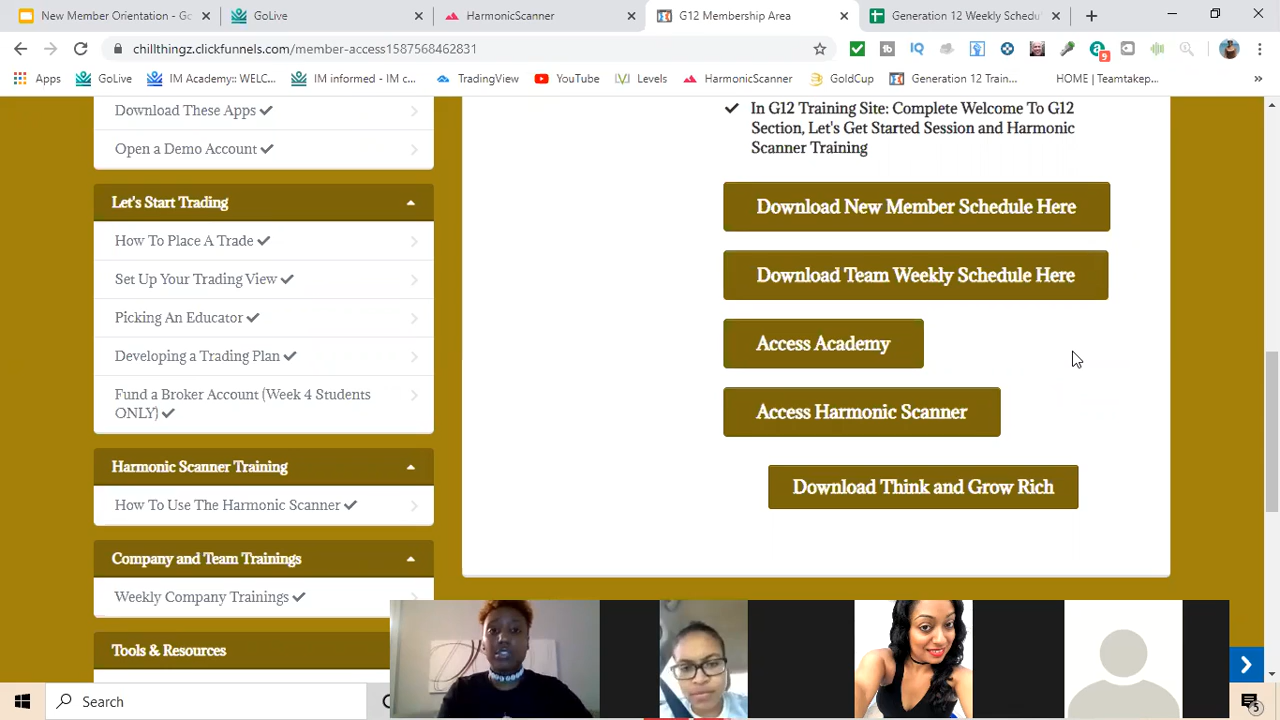 New Member Orientation - Go
GoLive
HarmonicScanner
G12 Membership Area
Generation 12 Weekly Schedu
chillthingz.clickfunnels.com/member-access1587568462831
Apps
GoLive
IM Academy:: WELC...
IM informed - IM c...
TradingView
YouTube
Levels
HarmonicScanner
GoldCup
Generation 12 Train...
HOME | Teamtakep...
Download These Apps
Open a Demo Account
Let's Start Trading
How To Place A Trade
Set Up Your Trading View
Picking An Educator
Developing a Trading Plan
Fund a Broker Account (Week 4 Students
ONLY)
Harmonic Scanner Training
How To Use The Harmonic Scanner
Company and Team Trainings
Weekly Company Trainings
Tools & Resources
In G12 Training Site: Complete Welcome To G12
Section, Let's Get Started Session and Harmonic
Scanner Training
Download New Member Schedule Here
Download Team Weekly Schedule Here
Access Academy
Access Harmonic Scanner
Download Think and Grow Rich
Search
5